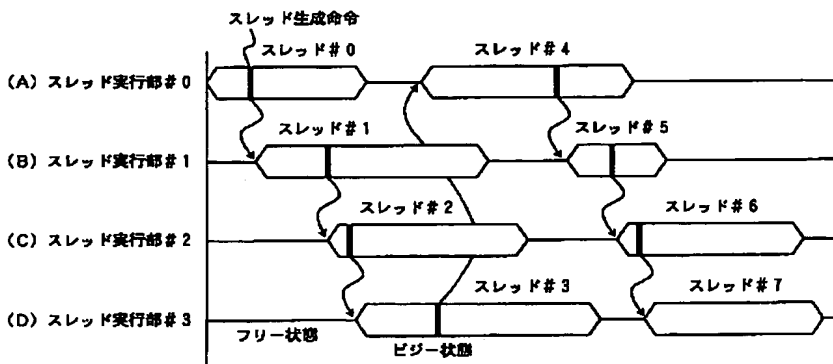 スレッド生成命令
スレッド#0
スレッド#4
(A) スレッド実行部#0
スレッド#1
スレッド#5
(B) スレッド実行部#1
スレッド#2
スレッド#6
(C) スレッド実行部#2
スレッド#3
スレッド#7
(D) スレッド実行部#3
フリー状態
ビジー状態